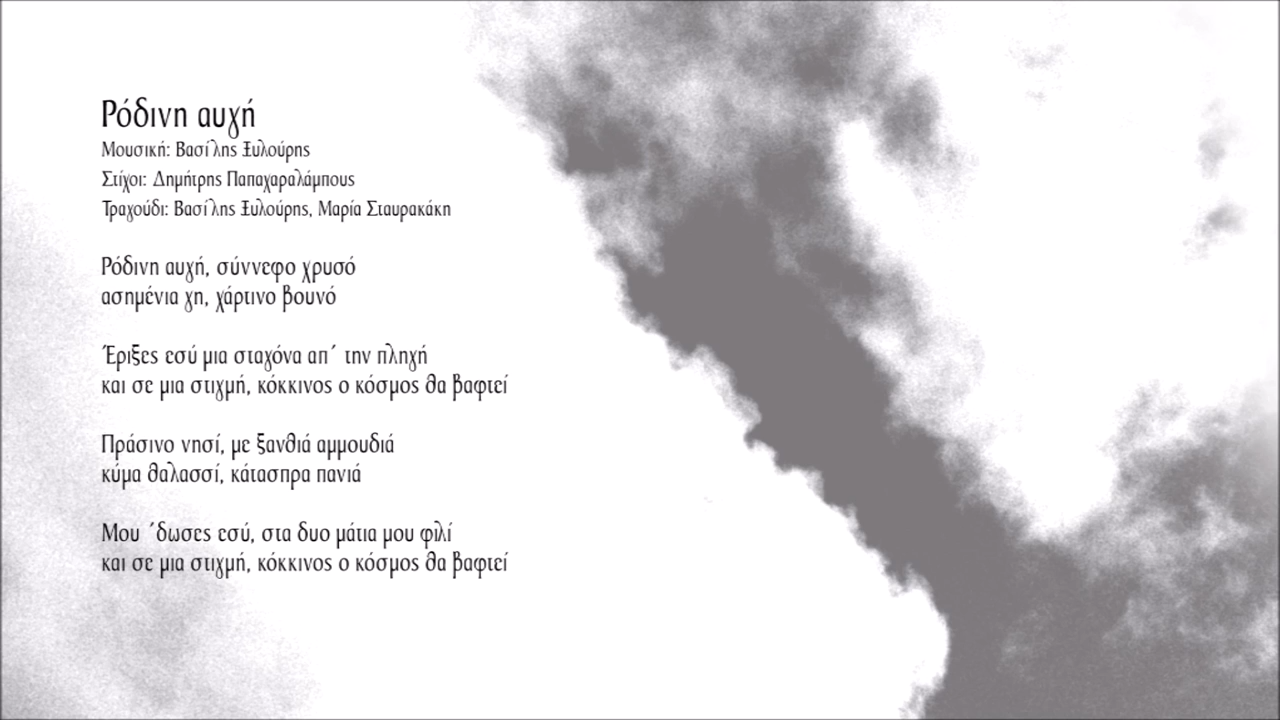 Ρόδινη αυγή
Μουσική: Βασίλης Ξυλούρης
Στίχοι: Δημήτρης Παπαχαραλάμπους
Τραγούδι: Βασίλης Ξυλούρης, Μαρία Σταυρακάκη
Ρόδινη αυγή, σύννεφο χρυσό
ασημένια γη, χάρτινο βουνό
Έριξες εσύ μια σταγόνα απ΄ την πληγή
και σε μια στιγμή, κόκκινος ο κόσμος θα βαφτεί
Πράσινο νησί, με ξανθιά αμμουδιά
κύμα θαλασσί, κάτασπρα πανιά
Μου ΄δωσες εσύ, στα δυο μάτια μου φιλί
και σε μια στιγμή, κόκκινος ο κόσμος θα βαφτεί